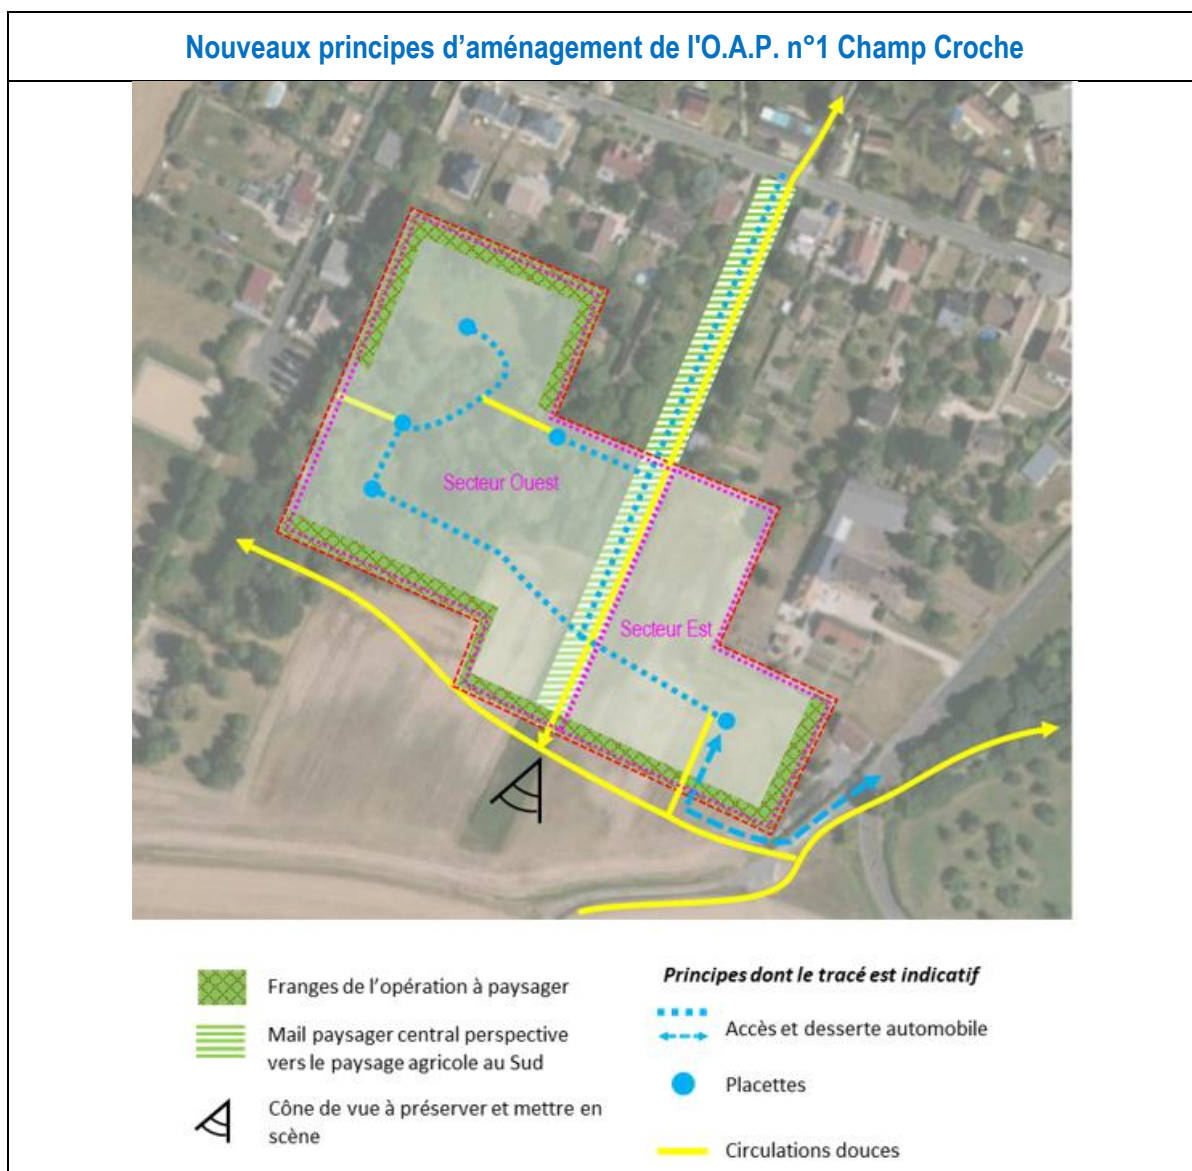 Nouveaux principes d’aménagement de l'O.A.P. n°1 Champ Croche
Secteur Ouest
Secteur Est
Franges de l’opération à paysager
Mail paysager central perspective
vers le paysage agricole au Sud
Cône de vue à préserver et mettre en
scène
Principes dont le tracé est indicatif
Accès et desserte automobile
Placettes
Circulations douces